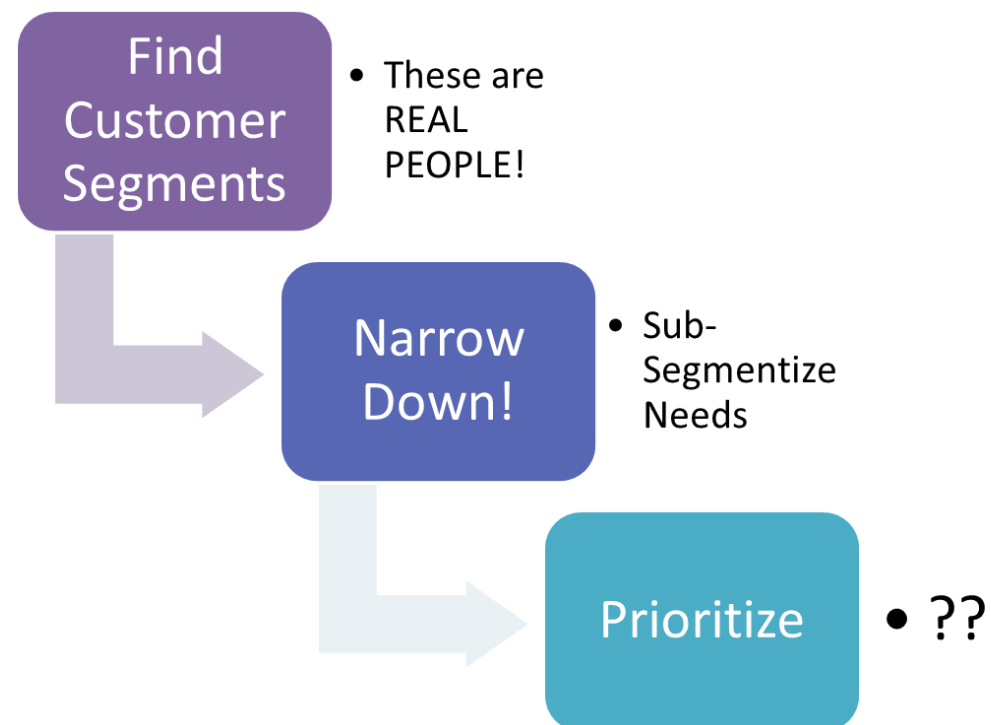 Find
Customer
Segments
• These are
REAL
PEOPLE!
Narrow
Down!
• Sub-
Segmentize
Needs
Prioritize
• ??